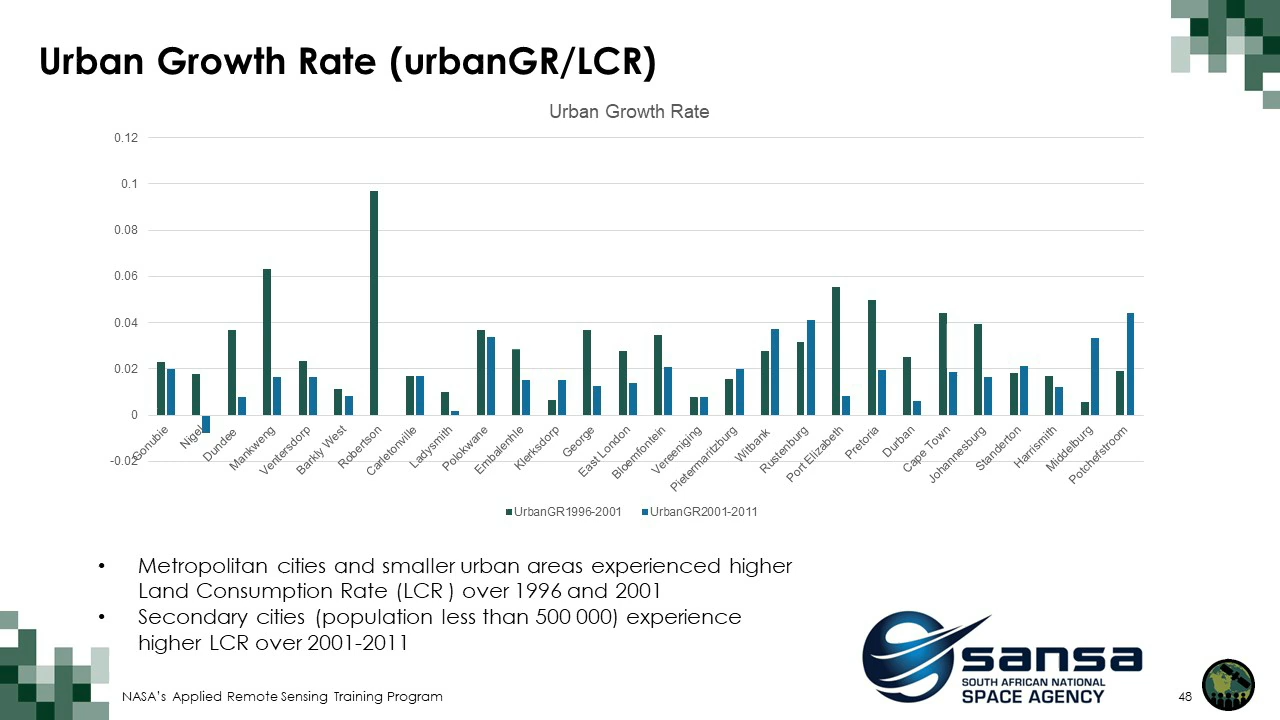 Urban Growth Rate (urbanGR/LCR)
Urban Growth Rate
0.12
0.1
0.08
0.06
0.04
0.02
0
-0.02
Gonubie
Nigel
Dundee
Mankweng
Ventersdorp
Barkly West
Robertson
Carletonville
Ladysmith
Polokwane
Embalenhle
Klerksdorp
George
East London
Bloemfontein
Vereeniging
Pietermaritzburg
Witbank
Rustenburg
Port Elizabeth
Pretoria
Durban
Cape Town
Johannesburg
Standerton
Harrismith
Middelburg
Potchefstroom
UrbanGR1996-2001 UrbanGR2001-2011
• Metropolitan cities and smaller urban areas experienced higher
Land Consumption Rate (LCR ) over 1996 and 2001
• Secondary cities (population less than 500 000) experience
higher LCR over 2001-2011
sansa
SOUTH AFRICAN NATIONAL
SPACE AGENCY
NASA's Applied Remote Sensing Training Program
48